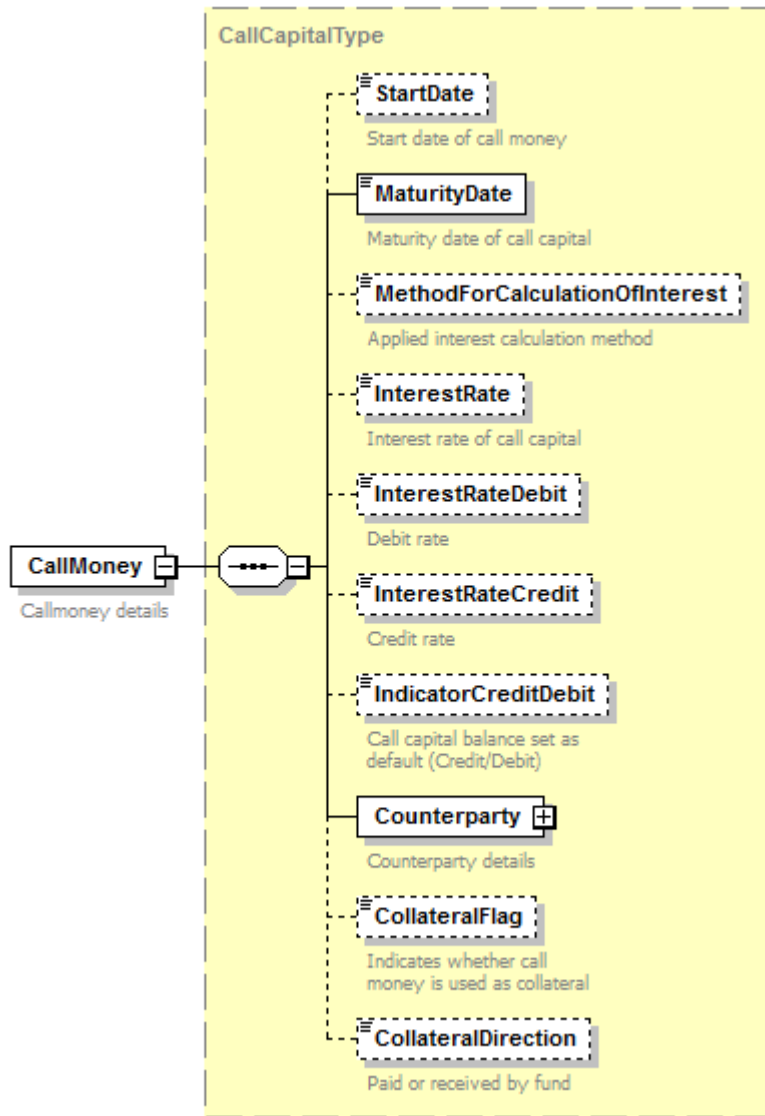 CallCapitalType
StartDate
Start date of call money
MaturityDate
Maturity date of call capital
MethodForCalculationOfInterest
Applied interest calculation method
InterestRate
Interest rate of call capital
InterestRateDebit
Debit rate
CallMoney
Callmoney details
InterestRateCredit
Credit rate
IndicatorCreditDebit
Call capital balance set as
default (Credit/Debit)
Counterparty
Counterparty details
CollateralFlag
Indicates whether call
money is used as collateral
CollateralDirection
Paid or received by fund